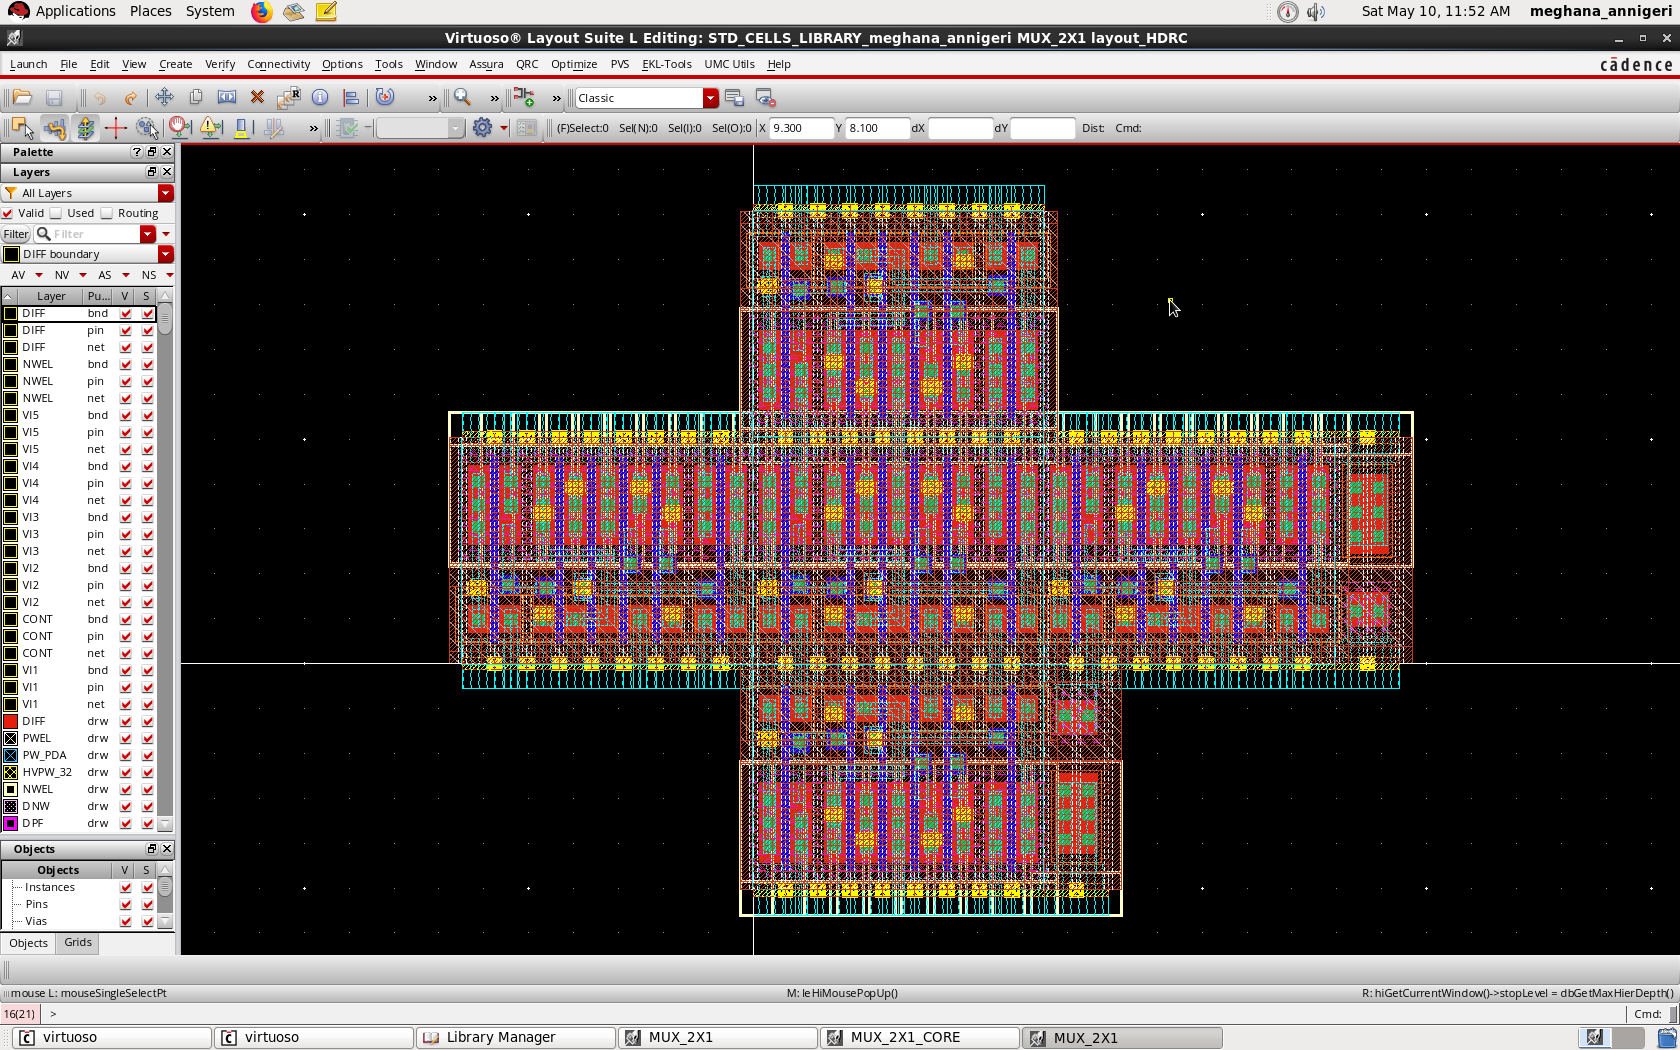 Applications Places System Sat May 10, 11:52 AM meghana_annigeri
Virtuoso® Layout Suite L Editing: STD_CELLS_LIBRARY_meghana_annigeri MUX_2X1 layout_HDRC
Launch File Edit View Create Verify Connectivity Options Tools Window Assura QRC Optimize PVS EKL-Tools UMC Utils Help cādence
» » » Classic
» (F)Select:0 Sel(N):0 Sel(I):0 Sel(O):0 X 9.300 Y 8.100 dX dY Dist: Cmd:
Palette
Layers
All Layers
Valid Used Routing
Filter Filter
DIFF boundary
AV NV AS NS
Layer Pu... V S
DIFF bnd
DIFF pin
DIFF net
NWEL bnd
NWEL pin
NWEL net
VI5 bnd
VI5 pin
VI5 net
VI4 bnd
VI4 pin
VI4 net
VI3 bnd
VI3 pin
VI3 net
VI2 bnd
VI2 pin
VI2 net
CONT bnd
CONT pin
CONT net
VI1 bnd
VI1 pin
VI1 net
DIFF drw
PWEL drw
PW_PDA drw
HVPW_32 drw
NWEL drw
DNW drw
DPF drw
Objects
Objects V S
Instances
Pins
Vias
Objects Grids
mouse L: mouseSingleSelectPt M: leHiMousePopUp() R: hiGetCurrentWindow()->stopLevel = dbGetMaxHierDepth()
16(21) > Cmd:
virtuoso virtuoso Library Manager MUX_2X1 MUX_2X1_CORE MUX_2X1